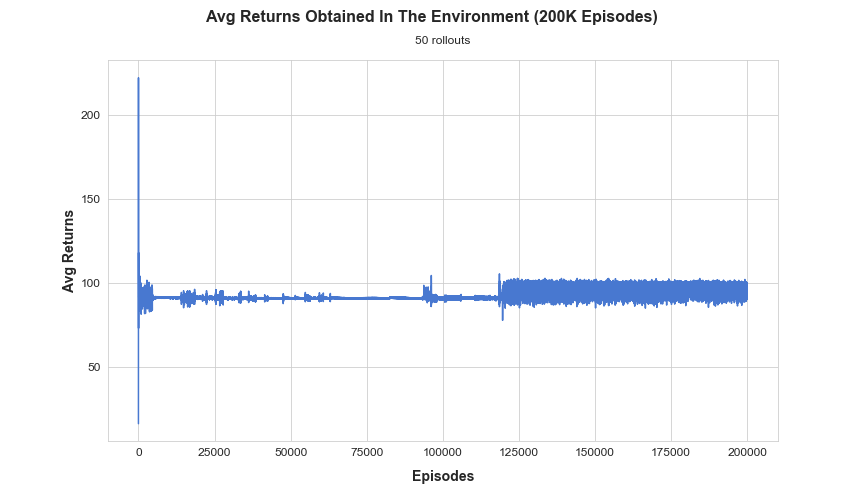 Avg Returns Obtained In The Environment (200K Episodes)
50 rollouts
Avg Returns
200
150
100
50
0 25000 50000 75000 100000 125000 150000 175000 200000
Episodes